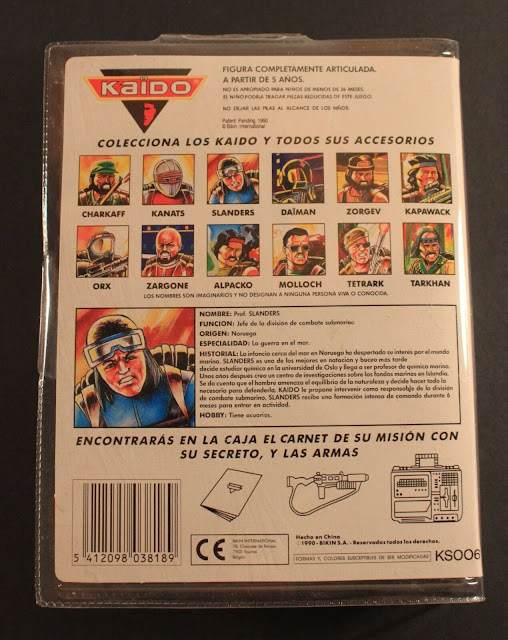 KAÏDO
FIGURA COMPLETAMENTE ARTICULADA.
A PARTIR DE 5 AÑOS.
NO ES APROPIADO PARA NIÑOS DE MENOS DE 36 MESES.
EL NIÑO PODRIA TRAGAR PIEZAS REDUCIDAS DE ESTE JUEGO
NO DEJAR LAS PILAS AL ALCANCE DE LOS NIÑOS.
Patent Pending 1990
© Bikin International
COLECCIONA LOS KAIDO Y TODOS SUS ACCESORIOS
CHARKAFF KANATS SLANDERS DAÏMAN ZORGEV KAPAWACK
ORX ZARGONE ALPACKO MOLLOCH TETRARK TARKHAN
LOS NOMBRES SON IMAGINARIOS Y NO DESIGNAN A NINGUNA PERSONA VIVA O CONOCIDA.
NOMBRE: Prof. SLANDERS
FUNCION: Jefe de la división de combate submarino
ORIGEN: Noruega
ESPECIALIDAD: La guerra en el mar.
HISTORIAL: La infancia cerca del mar en Noruega ha despertado su interés por el mundo
marino. SLANDERS es uno de los mejores en natación y buceo más tarde
decide estudiar química en la universidad de Oslo y llega a ser profesor de química marina.
Unos años despues crea un centro de investigaciones sobre los fondos marinos en Islandia.
Se da cuenta que el hombre amenaza el equilibrio de la naturaleza y decide hacer todo lo
necesario para defenderla. KAIDO le propone intervenir como responsable de la división
de combate submarino. SLANDERS recibe una formación intensa de comando durante 6
meses para entrar en actividad.
HOBBY: Tiene acuarios.
ENCONTRARÁS EN LA CAJA EL CARNET DE SU MISIÓN CON
SU SECRETO, Y LAS ARMAS
5 412098 038189
CE
BIKIN INTERNATIONAL
7500 Tournai
Belgica
Hecho en China
©1990 - BIKIN S.A. - Reservados todos los derechos.
FORMAS Y COLORES SUSCEPTIBLES DE SER MODIFICADAS
KS006